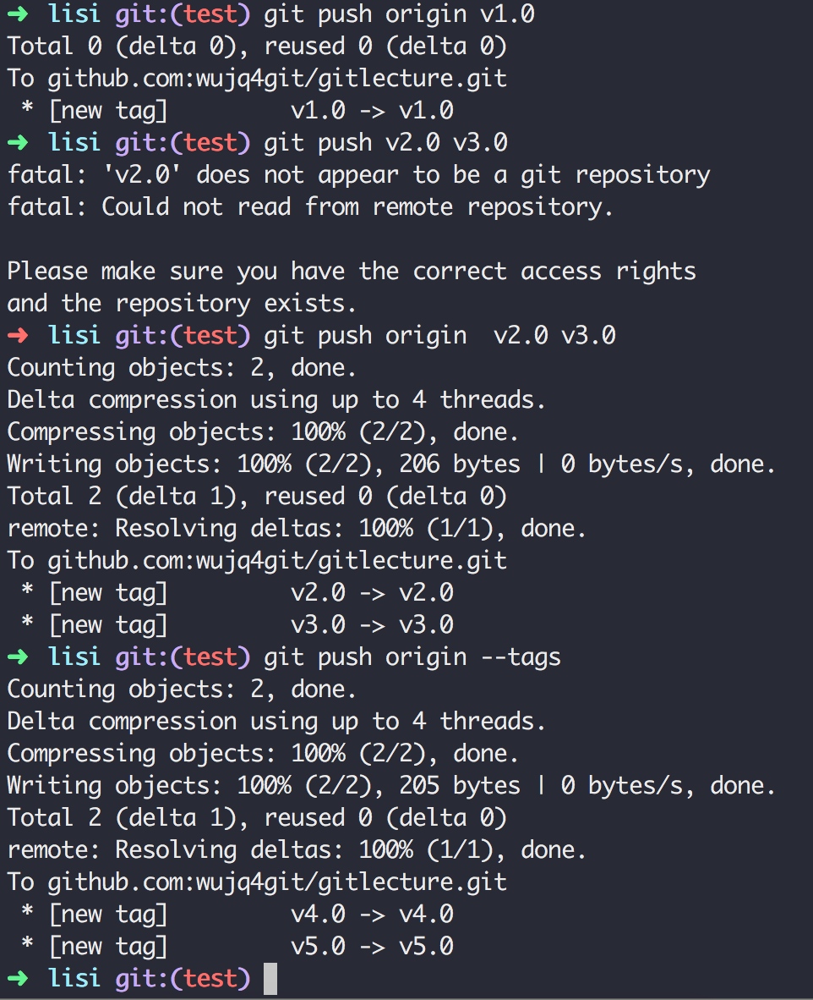 ➜  lisi git:(test) git push origin v1.0
Total 0 (delta 0), reused 0 (delta 0)
To github.com:wujq4git/gitlecture.git
 * [new tag]         v1.0 -> v1.0
➜  lisi git:(test) git push v2.0 v3.0
fatal: 'v2.0' does not appear to be a git repository
fatal: Could not read from remote repository.

Please make sure you have the correct access rights
and the repository exists.
➜  lisi git:(test) git push origin  v2.0 v3.0
Counting objects: 2, done.
Delta compression using up to 4 threads.
Compressing objects: 100% (2/2), done.
Writing objects: 100% (2/2), 206 bytes | 0 bytes/s, done.
Total 2 (delta 1), reused 0 (delta 0)
remote: Resolving deltas: 100% (1/1), done.
To github.com:wujq4git/gitlecture.git
 * [new tag]         v2.0 -> v2.0
 * [new tag]         v3.0 -> v3.0
➜  lisi git:(test) git push origin --tags
Counting objects: 2, done.
Delta compression using up to 4 threads.
Compressing objects: 100% (2/2), done.
Writing objects: 100% (2/2), 205 bytes | 0 bytes/s, done.
Total 2 (delta 1), reused 0 (delta 0)
remote: Resolving deltas: 100% (1/1), done.
To github.com:wujq4git/gitlecture.git
 * [new tag]         v4.0 -> v4.0
 * [new tag]         v5.0 -> v5.0
➜  lisi git:(test)